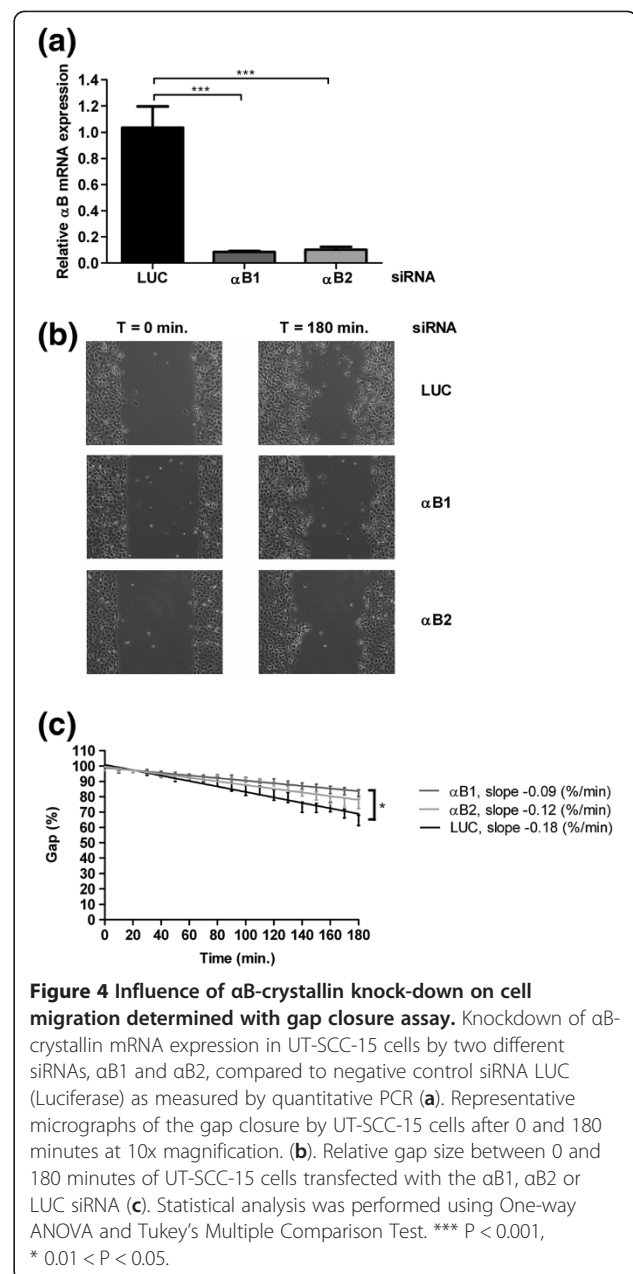 (a)
***
***
Relative αB mRNA expression
1.4
1.2
1.0
0.8
0.6
0.4
0.2
0.0
LUC αB1 αB2 siRNA
(b)
T = 0 min. T = 180 min. siRNA
LUC
αB1
αB2
(c)
Gap (%)
110
100
90
80
70
60
50
40
30
20
10
0
0 20 40 60 80 100 120 140 160 180
Time (min.)
*
αB1, slope -0.09 (%/min)
αB2, slope -0.12 (%/min)
LUC, slope -0.18 (%/min)
Figure 4 Influence of αB-crystallin knock-down on cell
migration determined with gap closure assay. Knockdown of αB-
crystallin mRNA expression in UT-SCC-15 cells by two different
siRNAs, αB1 and αB2, compared to negative control siRNA LUC
(Luciferase) as measured by quantitative PCR (a). Representative
micrographs of the gap closure by UT-SCC-15 cells after 0 and 180
minutes at 10x magnification. (b). Relative gap size between 0 and
180 minutes of UT-SCC-15 cells transfected with the αB1, αB2 or
LUC siRNA (c). Statistical analysis was performed using One-way
ANOVA and Tukey's Multiple Comparison Test. *** P < 0.001,
* 0.01 < P < 0.05.